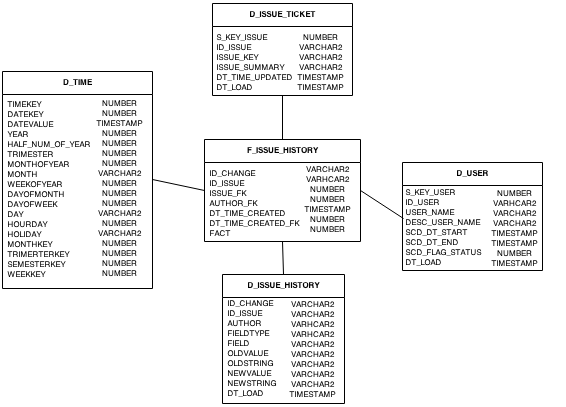 D_ISSUE_TICKET
S_KEY_ISSUE NUMBER
ID_ISSUE VARCHAR2
ISSUE_KEY VARCHAR2
ISSUE_SUMMARY VARCHAR2
DT_TIME_UPDATED TIMESTAMP
DT_LOAD TIMESTAMP
D_TIME
TIMEKEY NUMBER
DATEKEY NUMBER
DATEVALUE TIMESTAMP
YEAR NUMBER
HALF_NUM_OF_YEAR NUMBER
TRIMESTER NUMBER
MONTHOFYEAR NUMBER
MONTH VARCHAR2
WEEKOFYEAR NUMBER
DAYOFMONTH NUMBER
DAYOFWEEK NUMBER
DAY VARCHAR2
HOURDAY NUMBER
HOLIDAY VARCHAR2
MONTHKEY NUMBER
TRIMERTERKEY NUMBER
SEMESTERKEY NUMBER
WEEKKEY NUMBER
F_ISSUE_HISTORY
ID_CHANGE VARCHAR2
ID_ISSUE VARHCAR2
ISSUE_FK NUMBER
AUTHOR_FK NUMBER
DT_TIME_CREATED TIMESTAMP
DT_TIME_CREATED_FK NUMBER
FACT NUMBER
D_USER
S_KEY_USER NUMBER
ID_USER VARHCAR2
USER_NAME VARCHAR2
DESC_USER_NAME VARCHAR2
SCD_DT_START TIMESTAMP
SCD_DT_END TIMESTAMP
SCD_FLAG_STATUS NUMBER
DT_LOAD TIMESTAMP
D_ISSUE_HISTORY
ID_CHANGE VARCHAR2
ID_ISSUE VARCHAR2
AUTHOR VARHCAR2
FIELDTYPE VARHCAR2
FIELD VARHCAR2
OLDVALUE VARHCAR2
OLDSTRING VARHCAR2
NEWVALUE VARHCAR2
NEWSTRING VARHCAR2
DT_LOAD TIMESTAMP